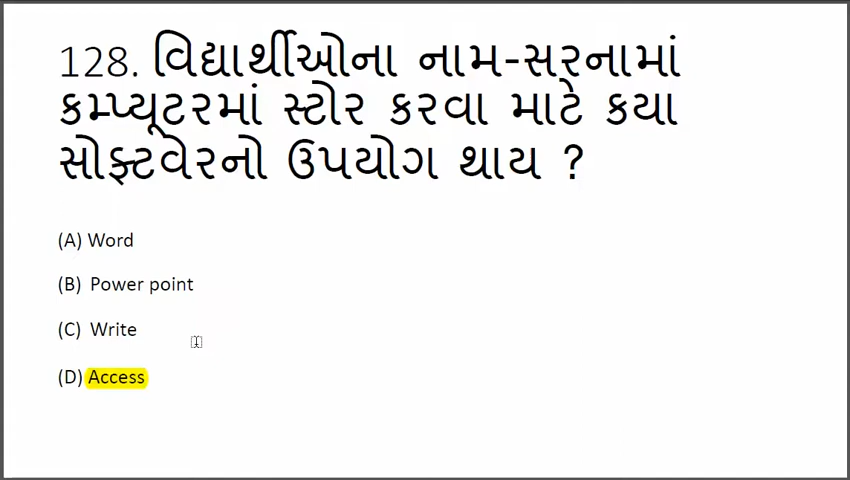 128. વિદ્યાર્થીઓના નામ-સરનામાં
કમ્પ્યૂટરમાં સ્ટોર કરવા માટે કયા
સોફ્ટવેરનો ઉપયોગ થાય ?
(A) Word
(B) Power point
(C) Write
(D) Access